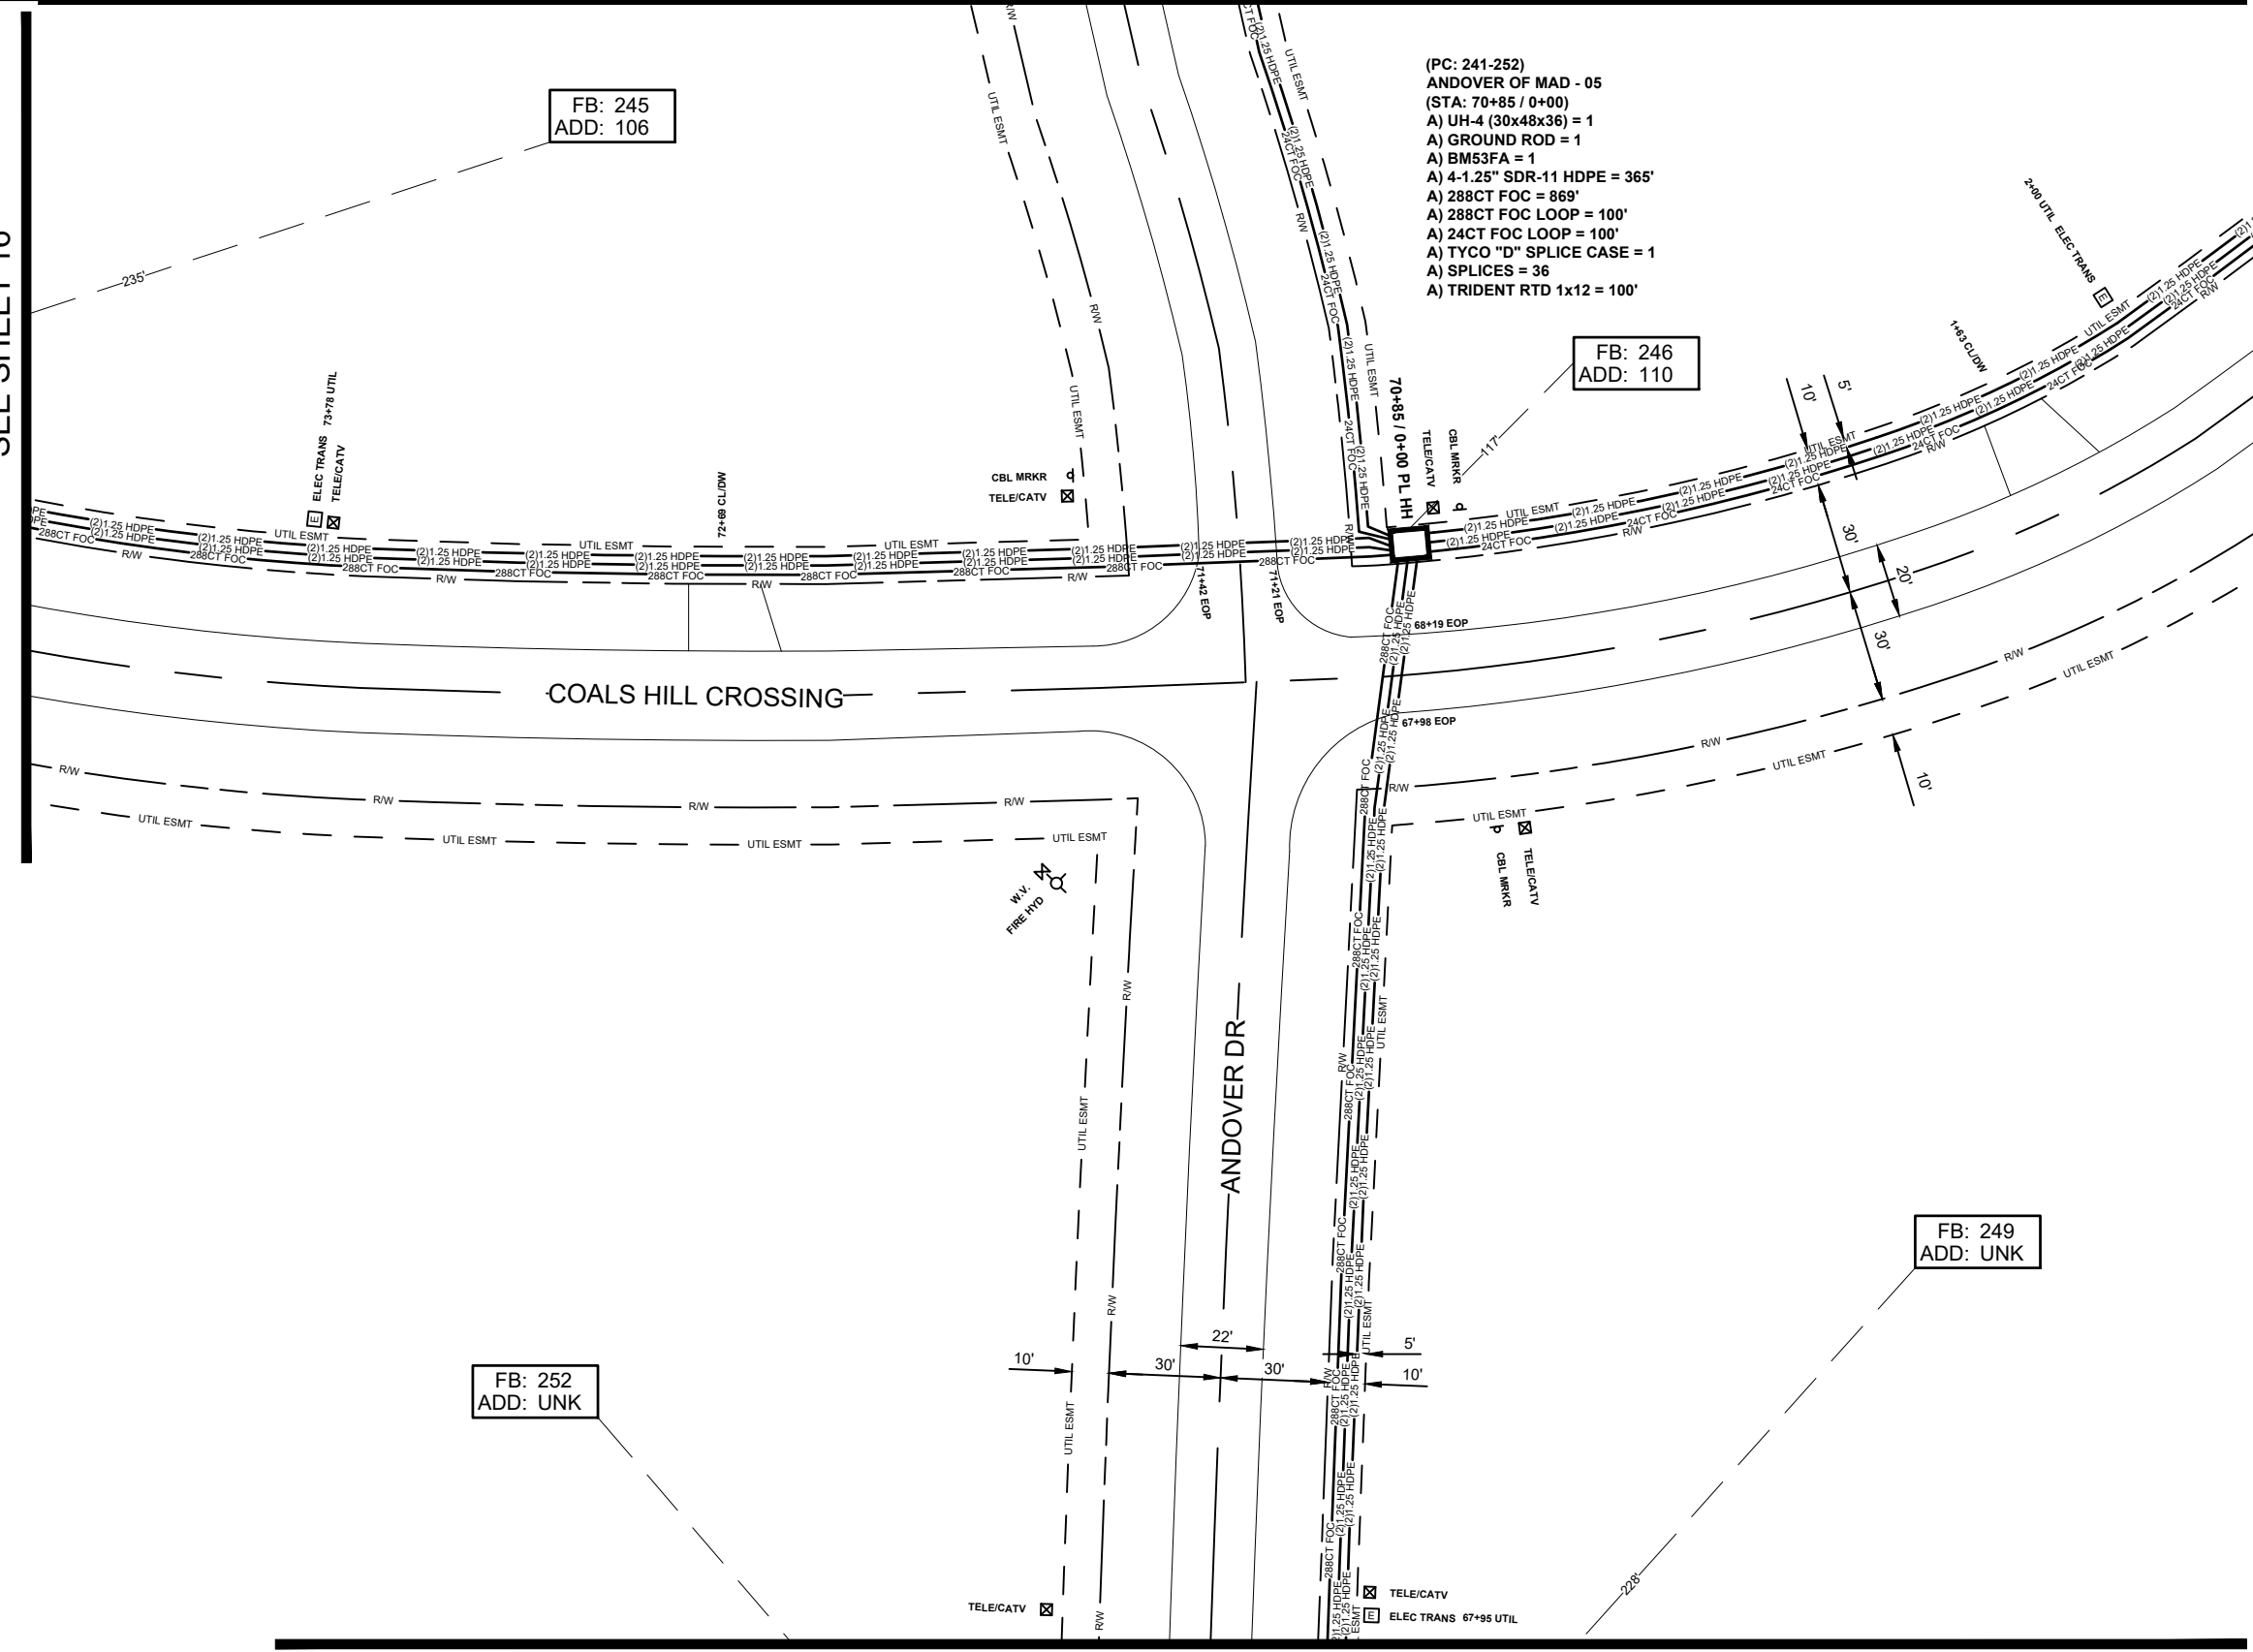 (PC: 241-252)
ANDOVER OF MAD - 05
(STA: 70+85 / 0+00)
A) UH-4 (30x48x36) = 1
A) GROUND ROD = 1
A) BM53FA = 1
A) 4-1.25" SDR-11 HDPE = 365'
A) 288CT FOC = 869'
A) 288CT FOC LOOP = 100'
A) 24CT FOC LOOP = 100'
A) TYCO "D" SPLICE CASE = 1
A) SPLICES = 36
A) TRIDENT RTD 1x12 = 100'
FB: 245
ADD: 106
235'
FB: 246
ADD: 110
117'
2+00 UTIL ELEC TRANS
E
1+63 CL/DW
10'
5'
30'
20'
30'
10'
70+85 / 0+00 PL HH
TELE/CATV
CBL MRKR
ELEC TRANS 73+78 UTIL
TELE/CATV
E
72+69 CL/DW
CBL MRKR
TELE/CATV
UTIL ESMT
R/W
(2)1.25 HDPE
24CT FOC
288CT FOC
71+42 EOP
71+21 EOP
68+19 EOP
67+98 EOP
COALS HILL CROSSING
R/W
UTIL ESMT
W.V.
FIRE HYD
CBL MRKR
TELE/CATV
ANDOVER DR
FB: 249
ADD: UNK
228'
FB: 252
ADD: UNK
10'
30'
22'
30'
5'
10'
TELE/CATV
TELE/CATV
E
ELEC TRANS 67+95 UTIL